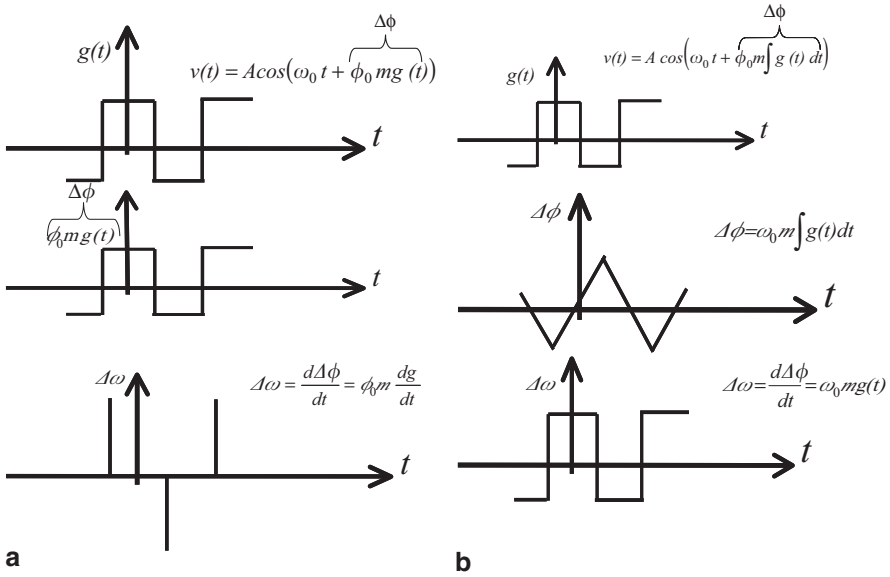 Δϕ
g(t)
v(t) = Acos(ω₀ t + ϕ₀ mg (t))
t
Δϕ
ϕ₀mg(t)
t
Δω
Δω = dΔϕ/dt = ϕ₀m dg/dt
t
a
Δϕ
v(t) = A cos(ω₀ t + ϕ₀m∫ g (t) dt)
g(t)
t
Δϕ
Δϕ=ω₀ m∫g(t)dt
t
Δω
Δω= dΔϕ/dt =ω₀mg(t)
t
b